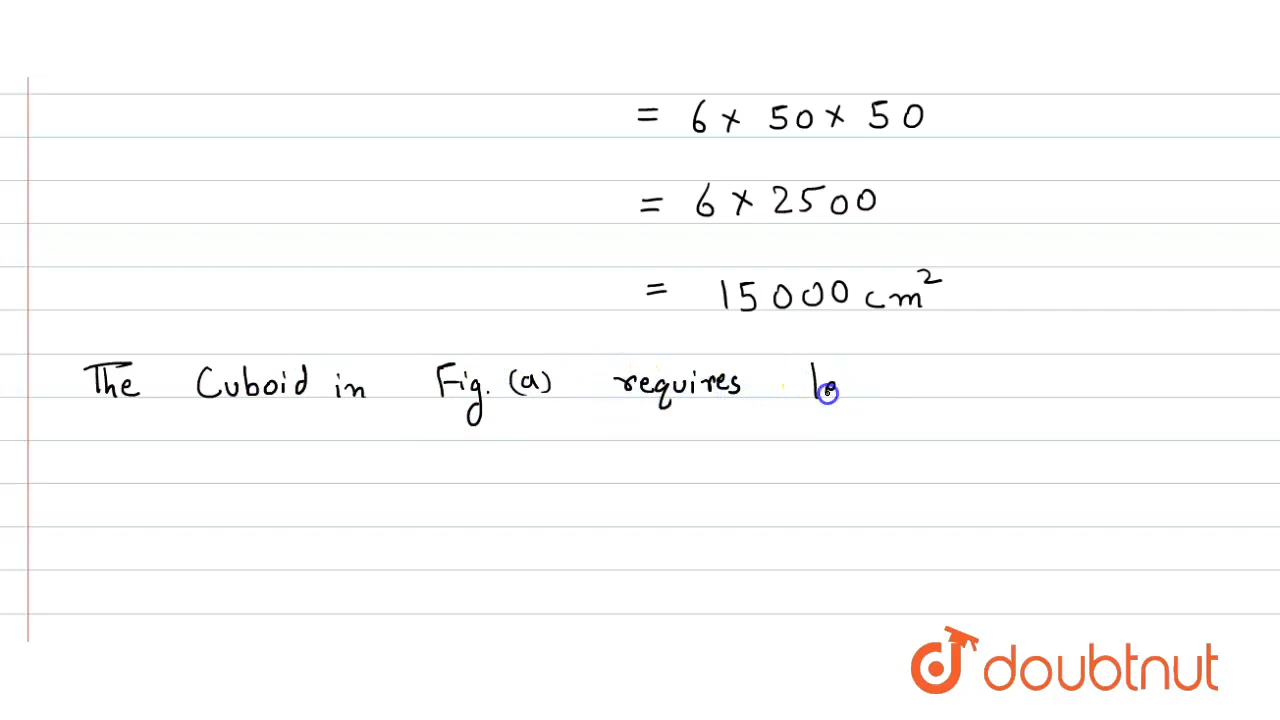 = 6 × 50 × 50
= 6 × 2500
= 15000 cm²
The Cuboid in Fig. (a) requires
doubtnut